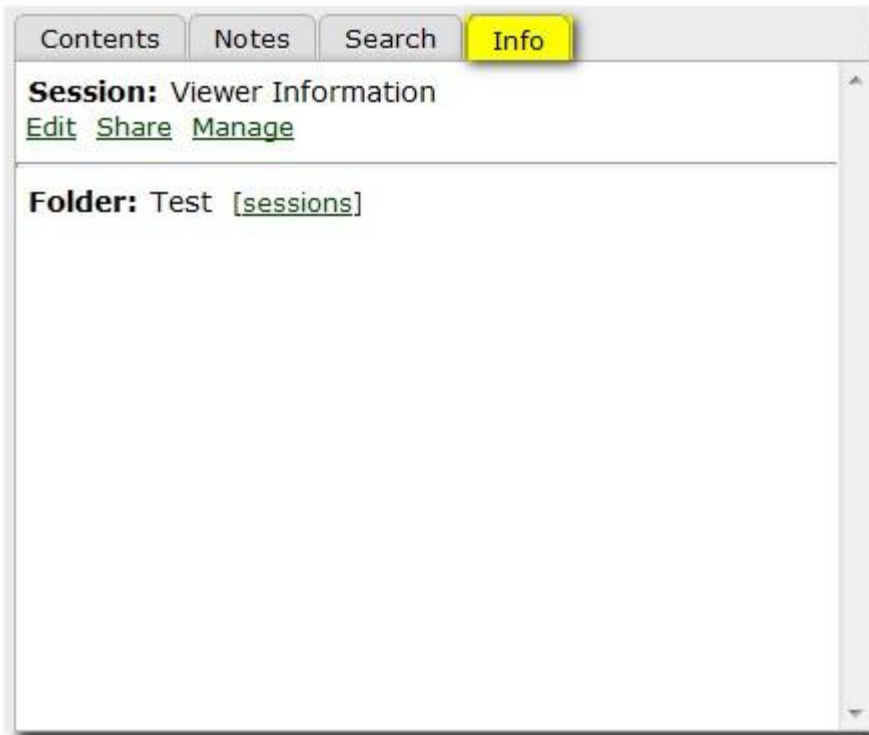 Contents Notes Search Info
Session: Viewer Information
Edit Share Manage
Folder: Test [sessions]